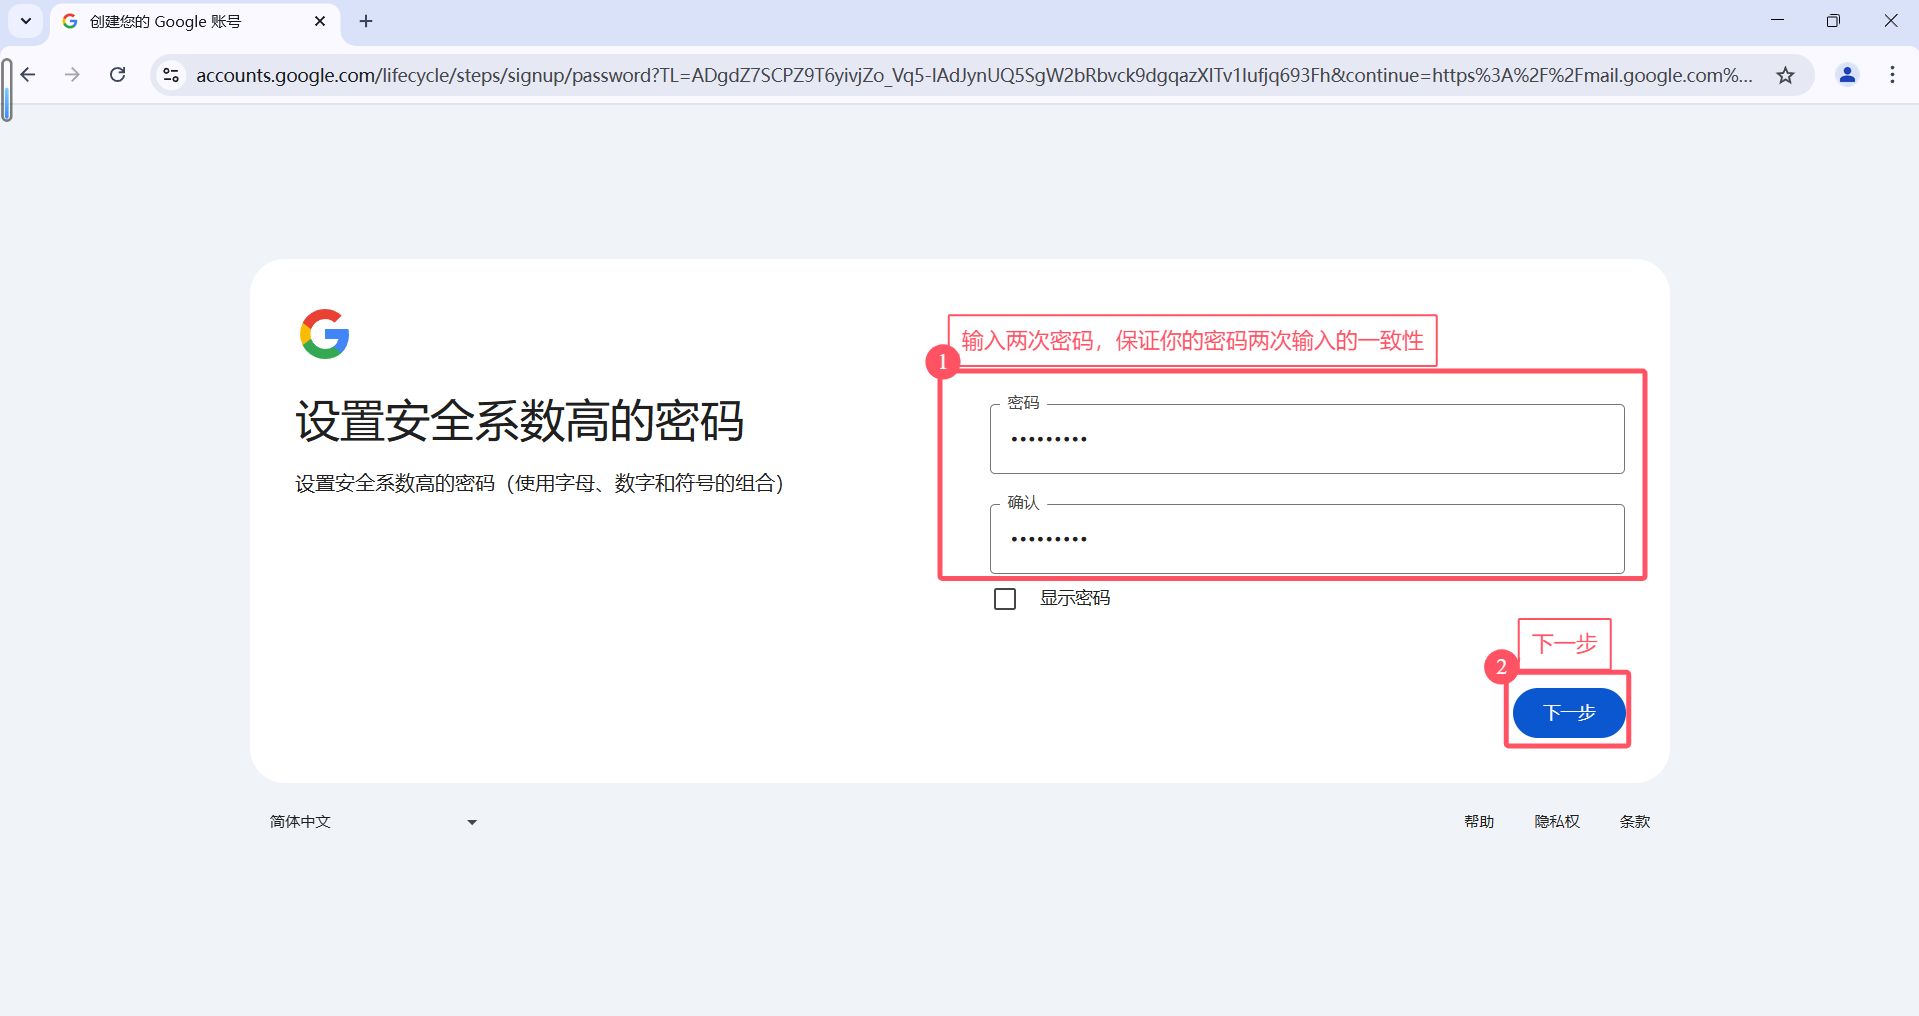 创建您的 Google 账号
accounts.google.com/lifecycle/steps/signup/password?TL=ADgdZ7SCPZ9T6yivjZo_Vq5-lAdJynUQ5SgW2bRbvck9dgqazXITv1Iufjq693Fh&continue=https%3A%2F%2Fmail.google.com%...
输入两次密码，保证你的密码两次输入的一致性
1
设置安全系数高的密码
设置安全系数高的密码（使用字母、数字和符号的组合）
密码
•••••••••
确认
•••••••••
显示密码
下一步
2
下一步
简体中文
帮助
隐私权
条款